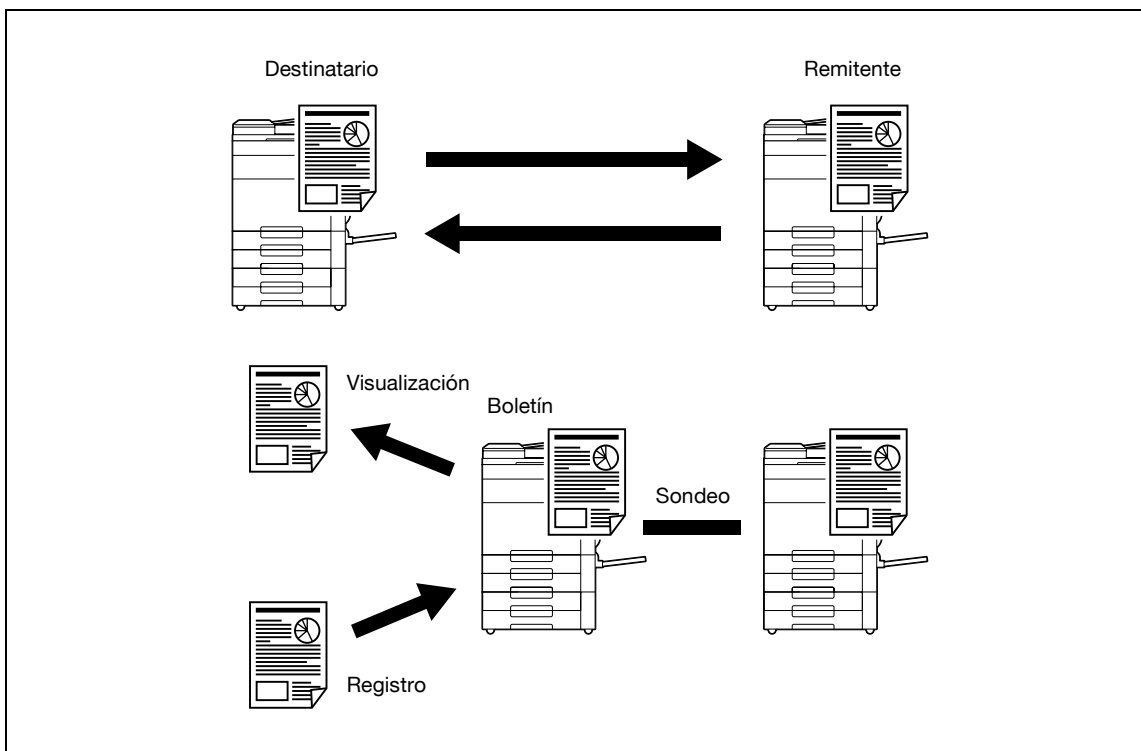 Destinatario
Remitente
Visualización
Boletín
Sondeo
Registro